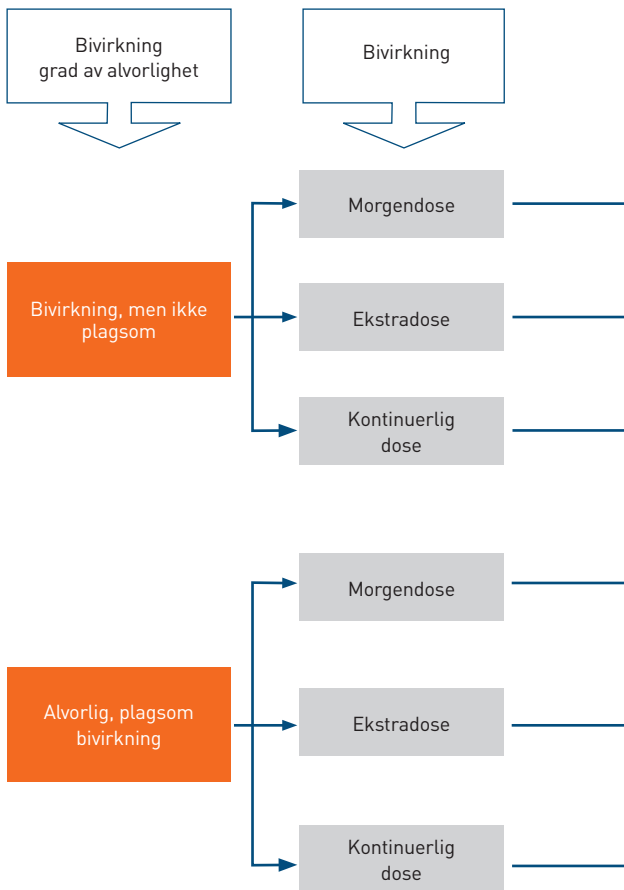 Bivirkning
grad av alvorlighet
Bivirkning
Morgendose
Bivirkning, men ikke
plagsom
Ekstradose
Kontinuerlig
dose
Morgendose
Alvorlig, plagsom
bivirkning
Ekstradose
Kontinuerlig
dose